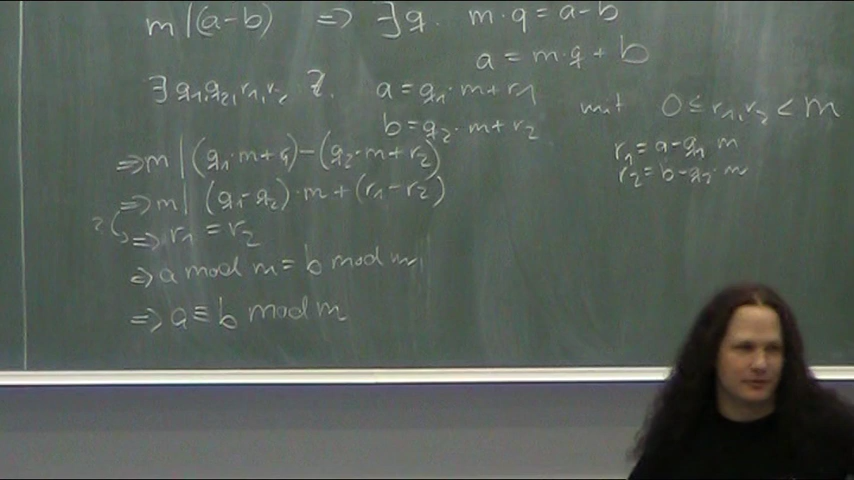 m | (a-b) => ∃q. m·q = a-b
a = m·q + b
∃ q₁,q₂,r₁,r₂ a = q₁·m + r₁
b = q₂·m + r₂ mit 0 ≤ r₁,r₂ < m
r₁ = a-q₁·m
r₂ = b-q₂·m
=> m | (q₁·m + r₁) - (q₂·m + r₂)
=> m | (q₁-q₂)·m + (r₁-r₂)
? => r₁ = r₂
=> a mod m = b mod m
=> a ≡ b mod m